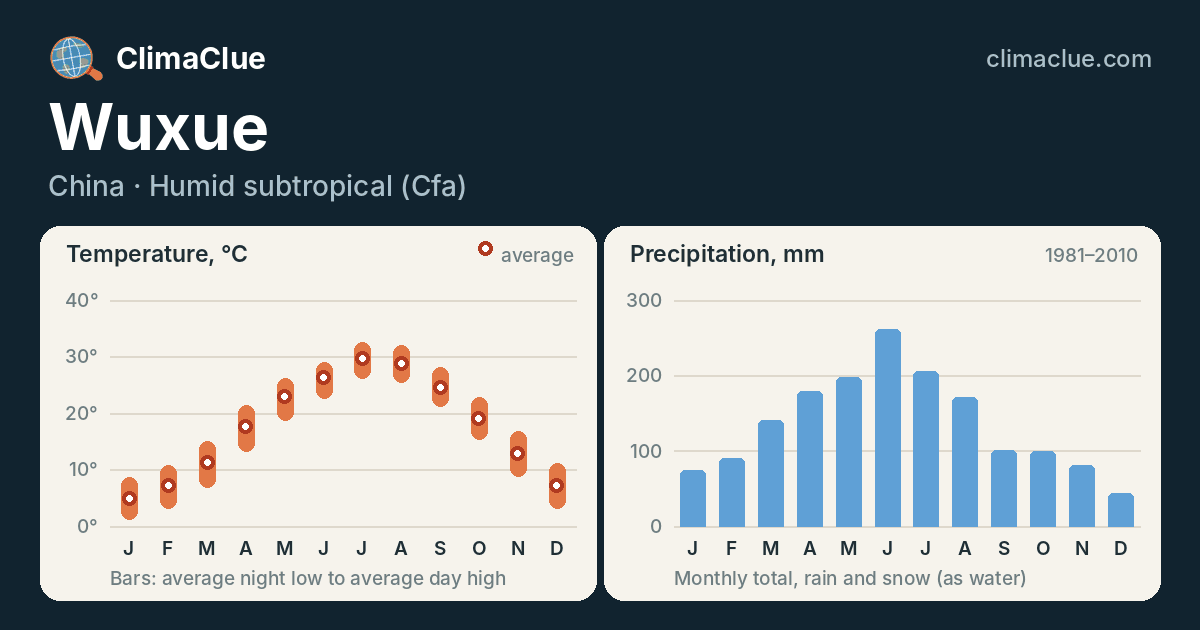 ClimaClue
climaclue.com
Wuxue
China · Humid subtropical (Cfa)
Temperature, °C
average
40°
30°
20°
10°
0°
J F M A M J J A S O N D
Bars: average night low to average day high
Precipitation, mm
1981–2010
300
200
100
0
J F M A M J J A S O N D
Monthly total, rain and snow (as water)